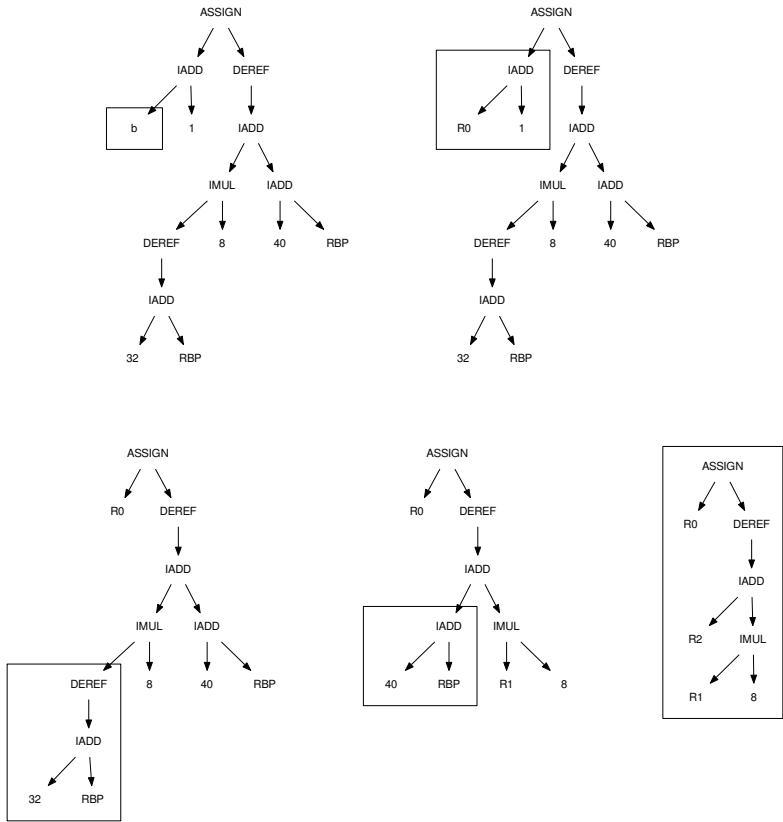 ASSIGN
IADD DEREF
b 1 IADD
IMUL IADD
DEREF 8 40 RBP
IADD
32 RBP
ASSIGN
IADD DEREF
R0 1 IADD
IMUL IADD
DEREF 8 40 RBP
IADD
32 RBP
ASSIGN
R0 DEREF
IADD
IMUL IADD
DEREF 8 40 RBP
IADD
32 RBP
ASSIGN
R0 DEREF
IADD
IADD IMUL
40 RBP R1 8
ASSIGN
R0 DEREF
IADD
R2 IMUL
R1 8